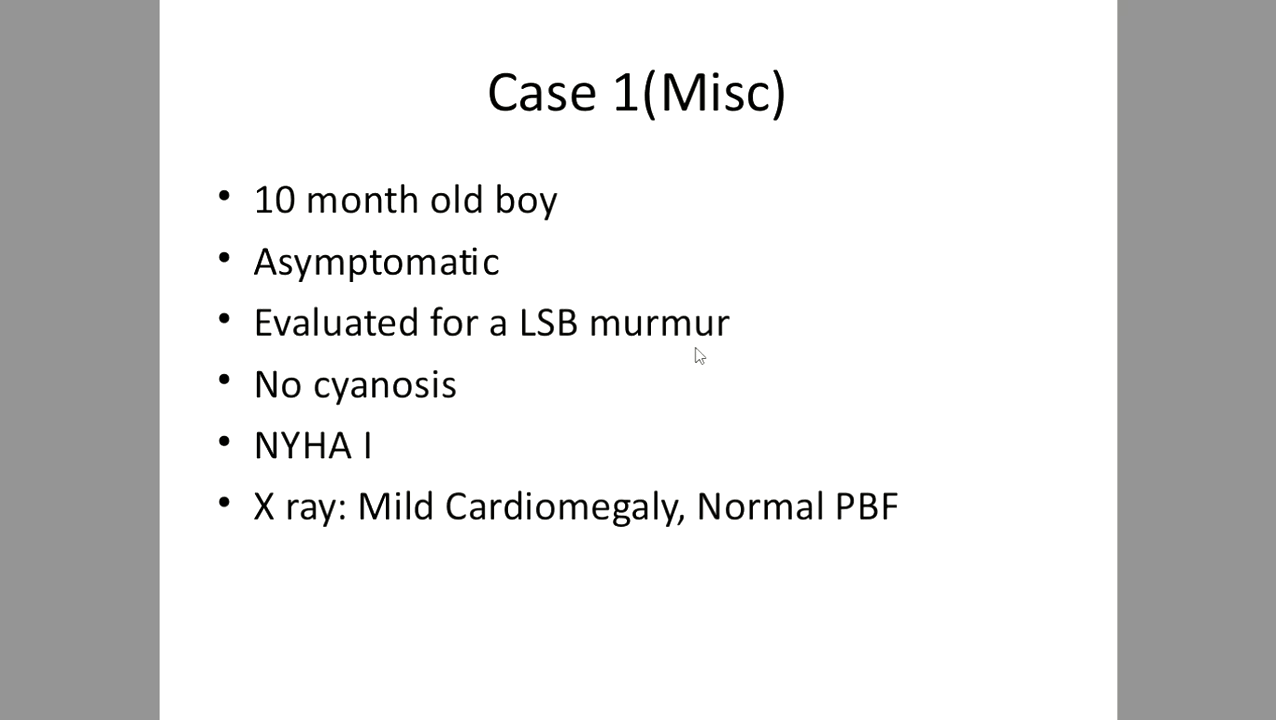 Case 1(Misc)
• 10 month old boy
• Asymptomatic
• Evaluated for a LSB murmur
• No cyanosis
• NYHA I
• X ray: Mild Cardiomegaly, Normal PBF